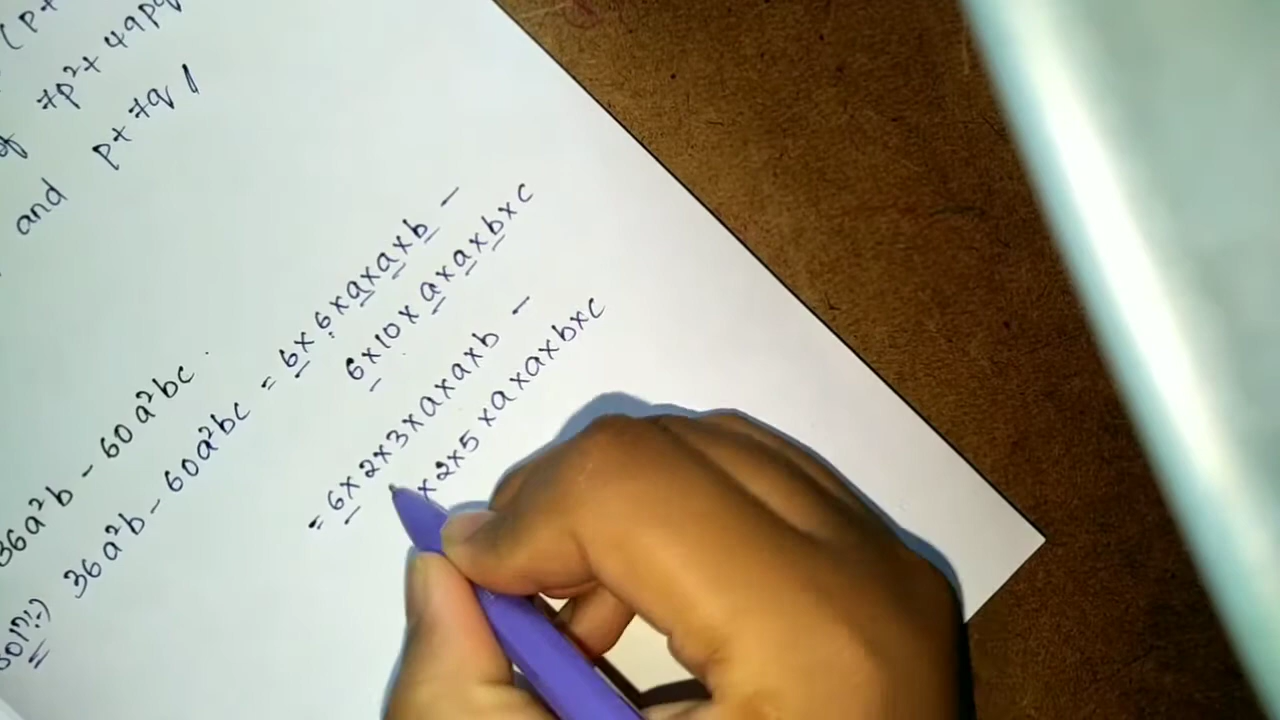 (p+
of 7p²+49pq
and p+7q
36a²b - 60a²bc.
Sol?:-) 36a²b - 60a²bc = 6×6×a×a×b -
6×10×a×a×b×c
= 6×2×3×a×a×b -
×2×5×a×a×b×c